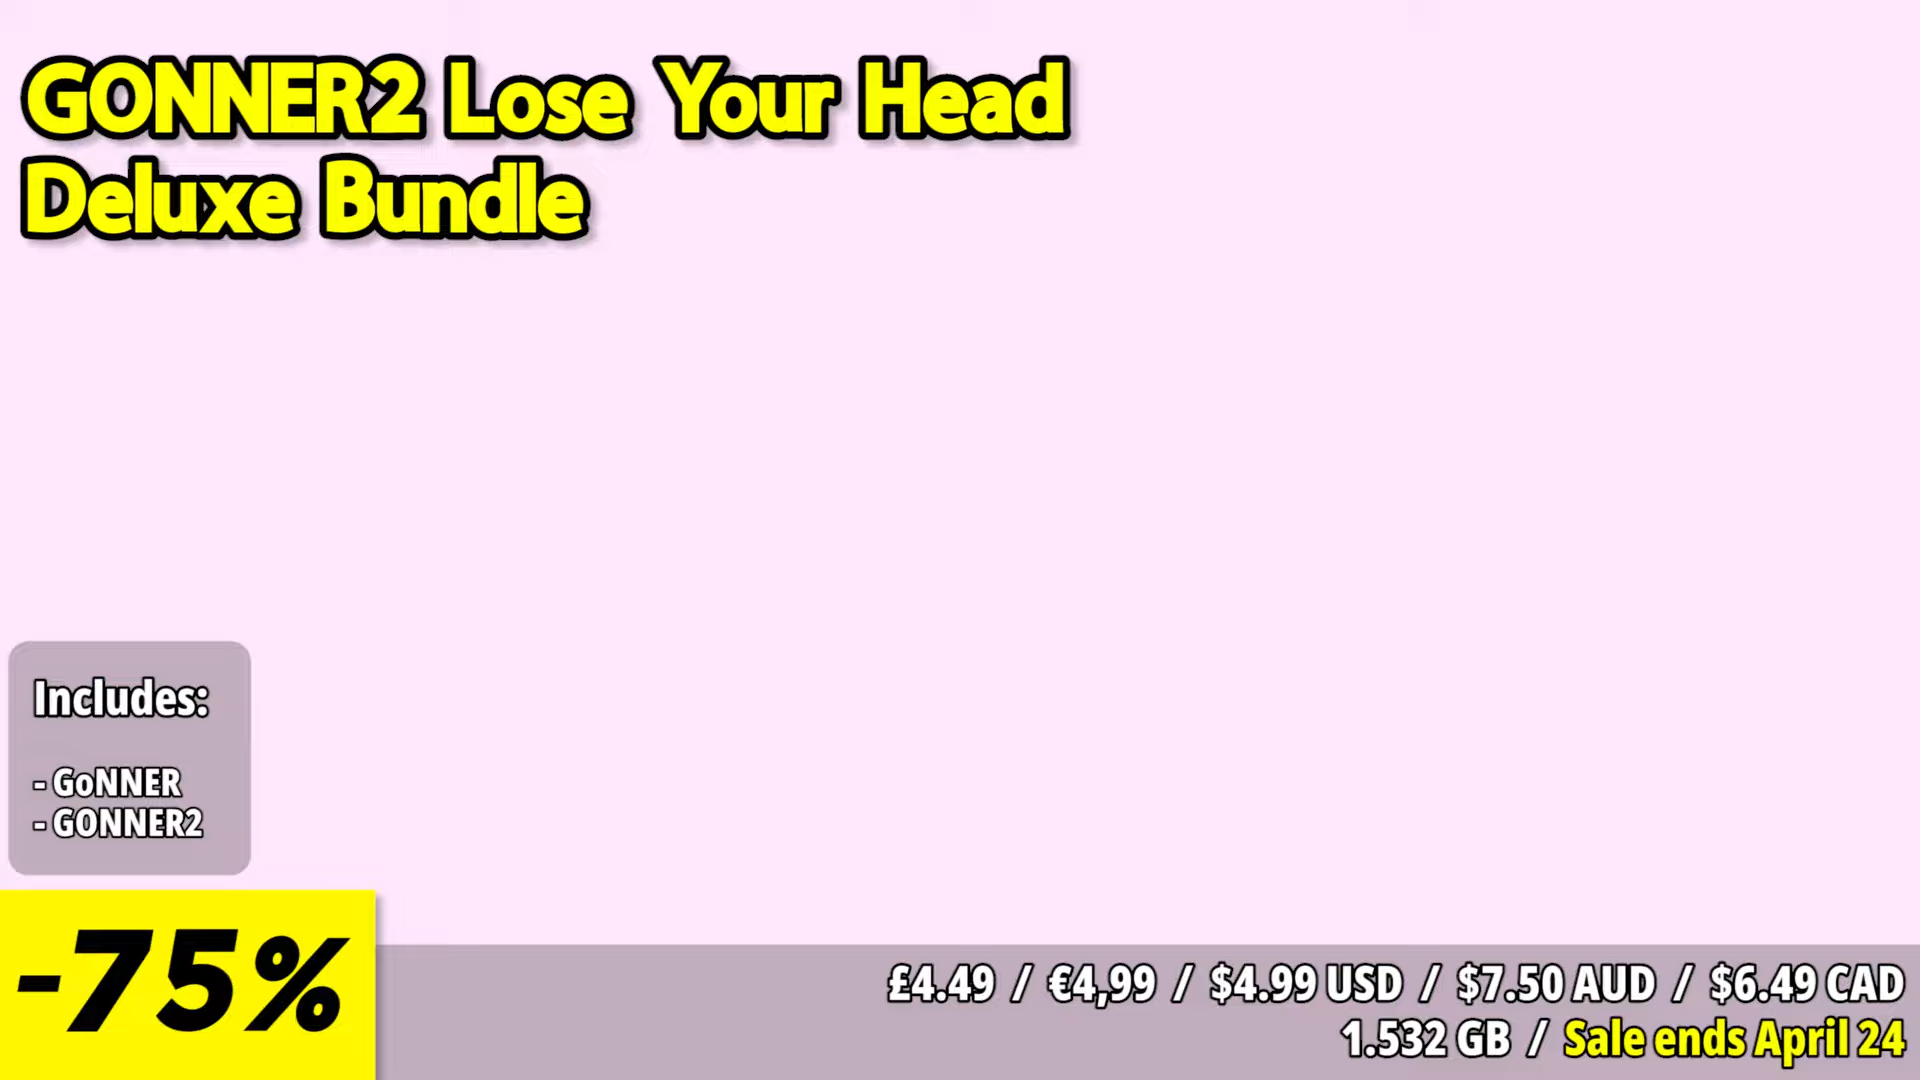 GONNER2 Lose Your Head
Deluxe Bundle
Includes:
- GoNNER
- GONNER2
-75%
£4.49 / €4,99 / $4.99 USD / $7.50 AUD / $6.49 CAD
1.532 GB / Sale ends April 24